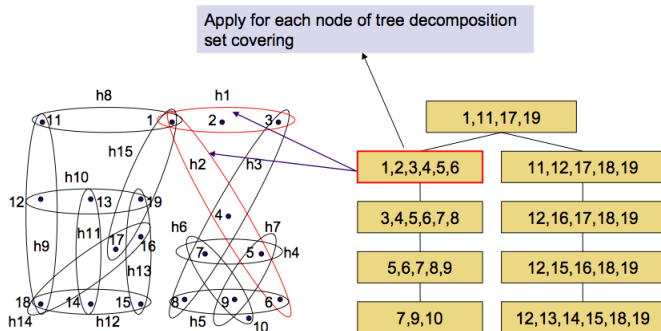 Apply for each node of tree decomposition
set covering
h8
h1
11
1
2
3
1,11,17,19
h15
h2
h3
1,2,3,4,5,6
11,12,17,18,19
h10
12
13
19
4
3,4,5,6,7,8
12,16,17,18,19
h9
h11
17
16
h6
h7
7
5
h4
h13
5,6,7,8,9
12,15,16,18,19
18
14
15
8
9
6
h14
h12
h5
10
7,9,10
12,13,14,15,18,19